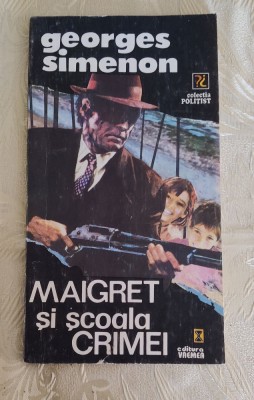 georges
simenon
colecția
POLIȚIST
MAIGRET
și școala
CRIMEI
editura
VREMEA